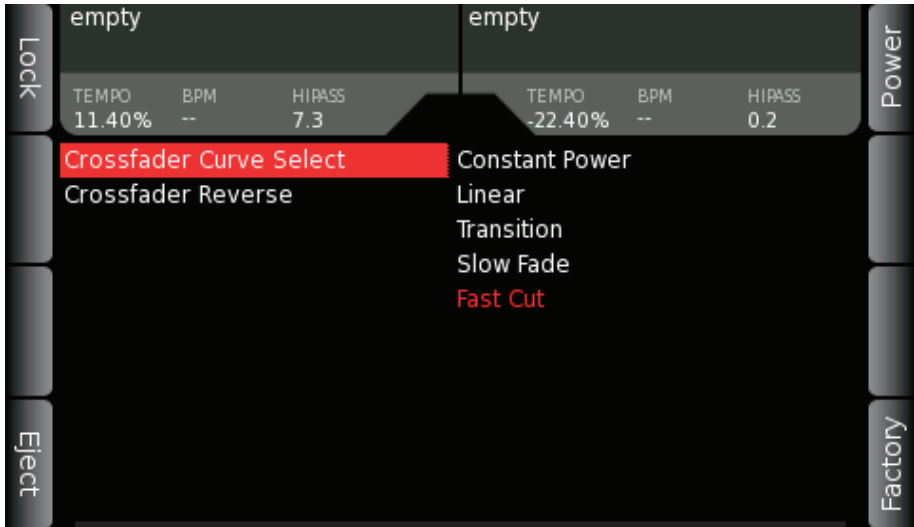 Lock
empty
empty
Power
TEMPO BPM HIPASS
11.40% -- 7.3
TEMPO BPM HIPASS
-22.40% -- 0.2
Crossfader Curve Select
Crossfader Reverse
Constant Power
Linear
Transition
Slow Fade
Fast Cut
Eject
Factory